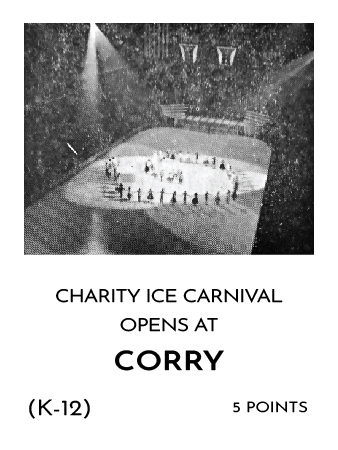 CHARITY ICE CARNIVAL
OPENS AT
CORRY
(K-12)
5 POINTS